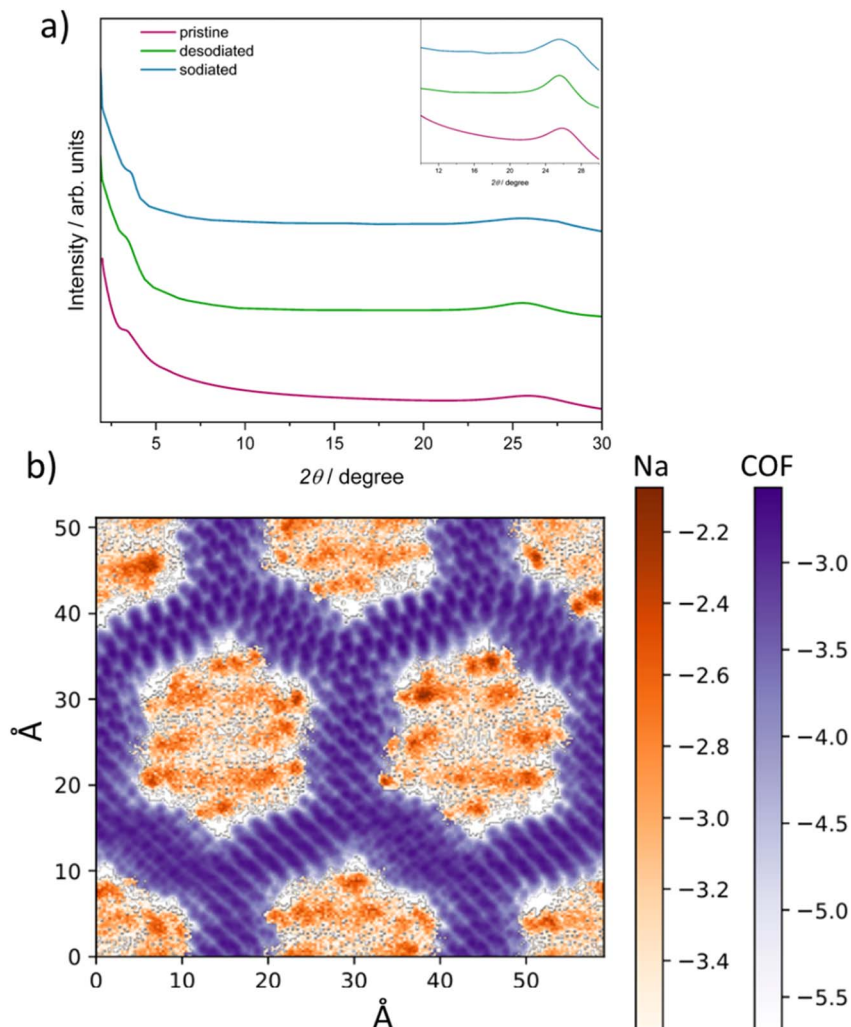 a)
pristine
desodiated
sodiated
12 16 20 24 28
2θ / degree
Intensity / arb. units
5 10 15 20 25 30
2θ / degree
b)
Na COF
50
40
30
20
10
0
Å
0 10 20 30 40 50
Å
−2.2
−2.4
−2.6
−2.8
−3.0
−3.2
−3.4
−3.0
−3.5
−4.0
−4.5
−5.0
−5.5